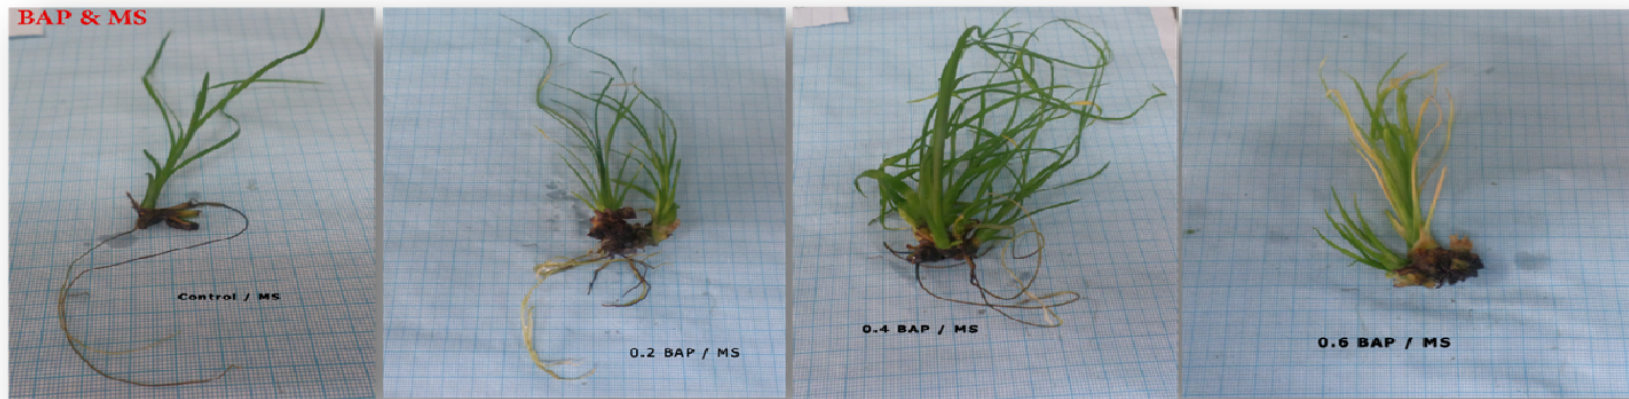 BAP & MS
Control / MS
0.2 BAP / MS
0.4 BAP / MS
0.6 BAP / MS